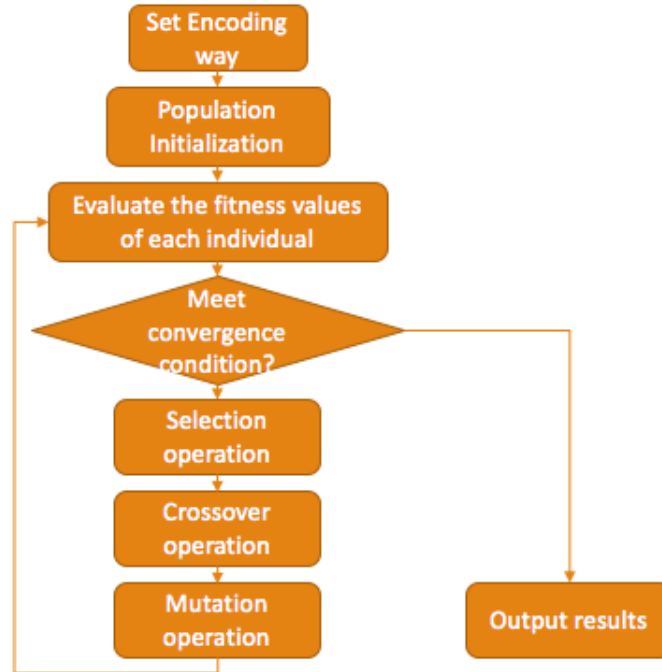 Set Encoding
way
Population
Initialization
Evaluate the fitness values
of each individual
Meet
convergence
condition?
Selection
operation
Crossover
operation
Mutation
operation
Output results